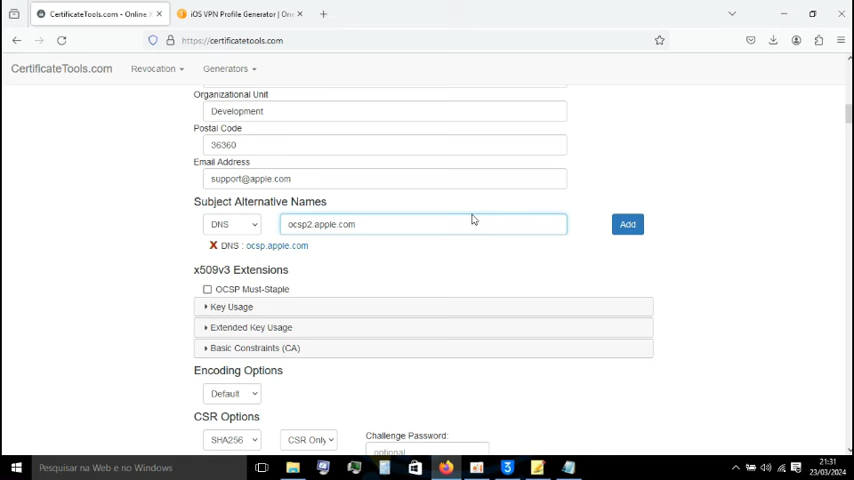 CertificateTools.com - Online X
iOS VPN Profile Generator | On
https://certificatetools.com
CertificateTools.com
Revocation
Generators
Organizational Unit
Development
Postal Code
36360
Email Address
support@apple.com
Subject Alternative Names
DNS
ocsp2.apple.com
Add
X DNS : ocsp.apple.com
x509v3 Extensions
OCSP Must-Staple
Key Usage
Extended Key Usage
Basic Constraints (CA)
Encoding Options
Default
CSR Options
Challenge Password:
SHA256
CSR Only
optional
Pesquisar na Web e no Windows
21:31
23/03/2024